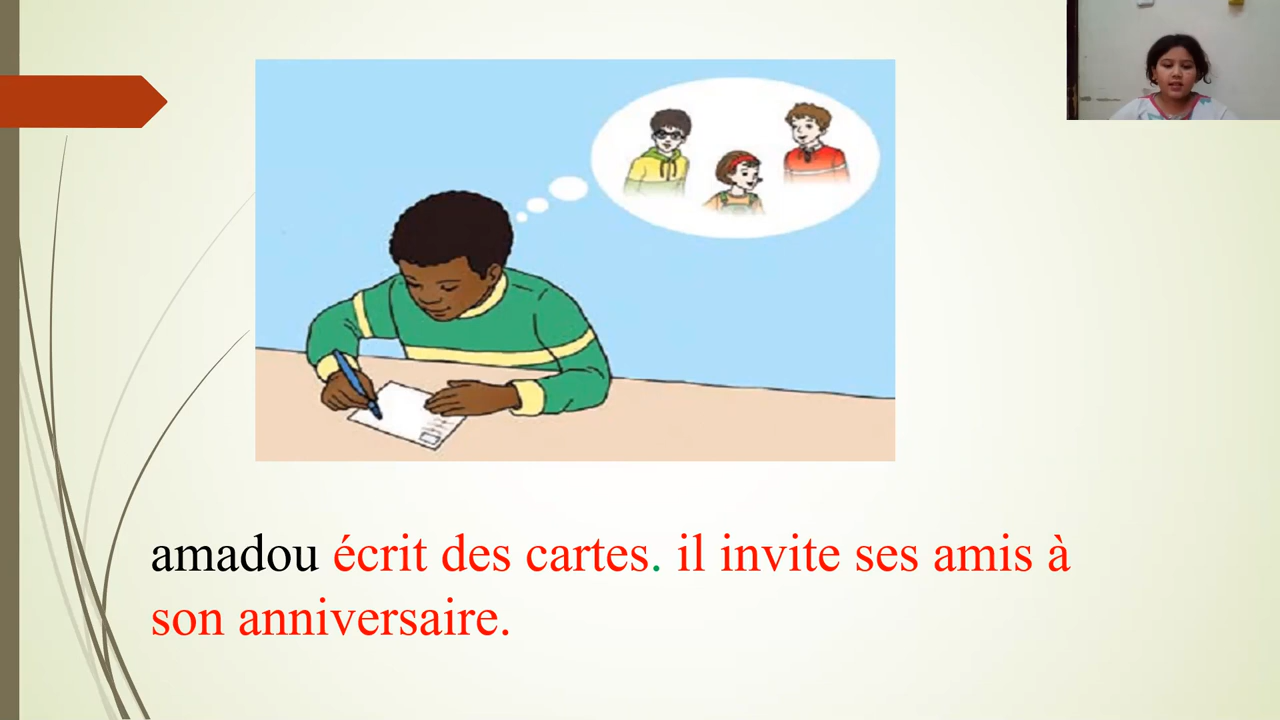 amadou écrit des cartes. il invite ses amis à
son anniversaire.